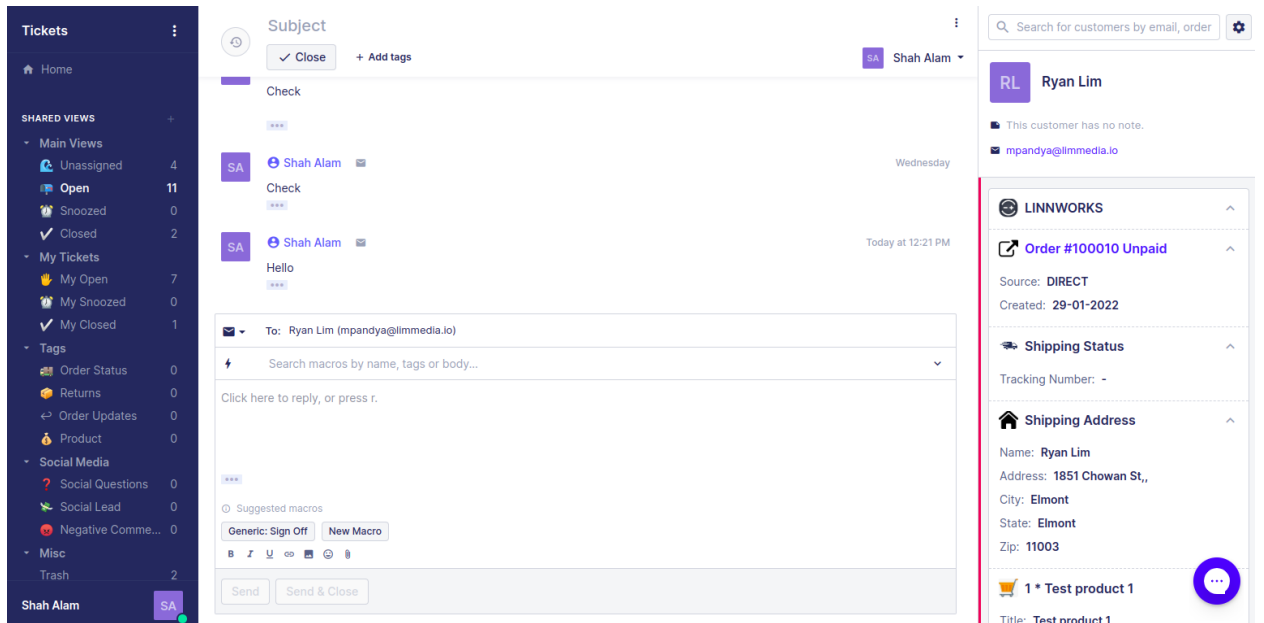 Tickets
Home
SHARED VIEWS +
Main Views
Unassigned 4
Open 11
Snoozed 0
Closed 2
My Tickets
My Open 7
My Snoozed 0
My Closed 1
Tags
Order Status 0
Returns 0
Order Updates 0
Product 0
Social Media
Social Questions 0
Social Lead 0
Negative Comme... 0
Misc
Trash 2
Shah Alam SA
Subject
Close + Add tags
SA Shah Alam
Check
SA Shah Alam Wednesday
Check
SA Shah Alam Today at 12:21 PM
Hello
To: Ryan Lim (mpandya@limmedia.io)
Search macros by name, tags or body...
Click here to reply, or press r.
Suggested macros
Generic: Sign Off New Macro
B I U
Send Send & Close
Search for customers by email, order
RL Ryan Lim
This customer has no note.
mpandya@limmedia.io
LINNWORKS
Order #100010 Unpaid
Source: DIRECT
Created: 29-01-2022
Shipping Status
Tracking Number: -
Shipping Address
Name: Ryan Lim
Address: 1851 Chowan St,,
City: Elmont
State: Elmont
Zip: 11003
1 * Test product 1
Title: Test product 1